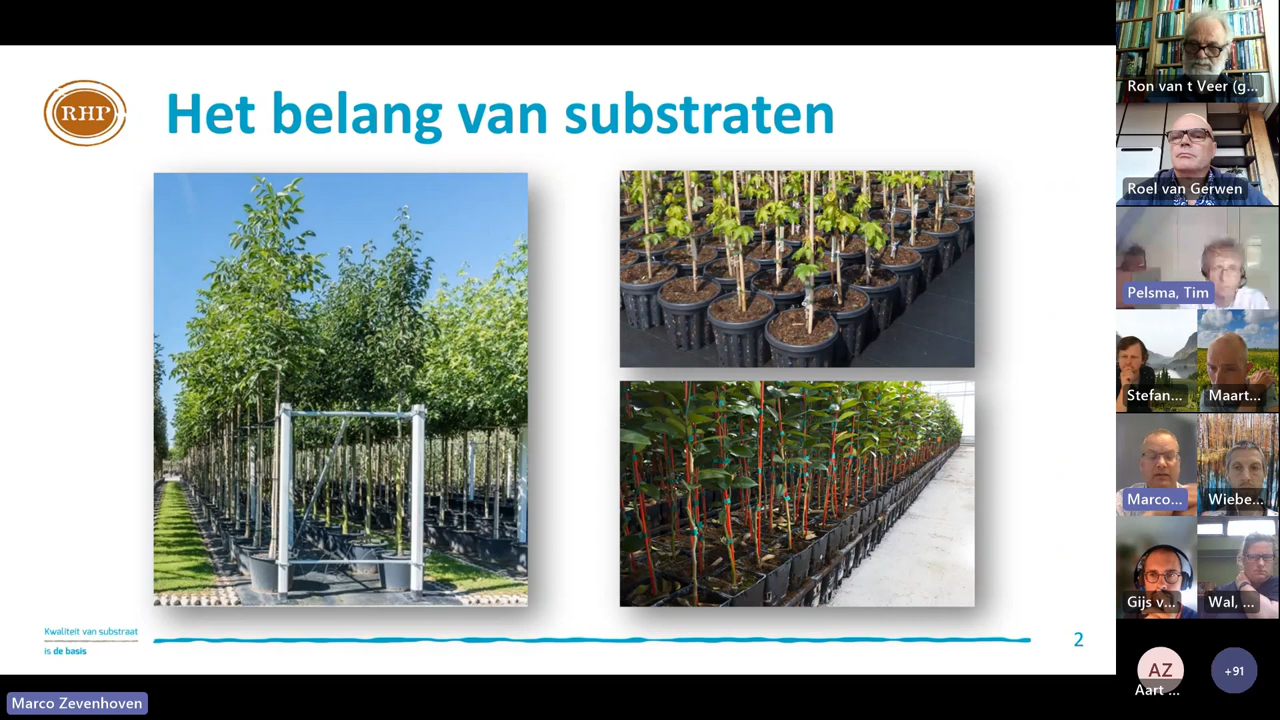 RHP
Het belang van substraten
Kwaliteit van substraat
is de basis
2
Marco Zevenhoven
Ron van t Veer (g...
Roel van Gerwen
Pelsma, Tim
Stefan...
Maart...
Marco...
Wiebe...
Gijs v...
Wal, ...
AZ
Aart ...
+91